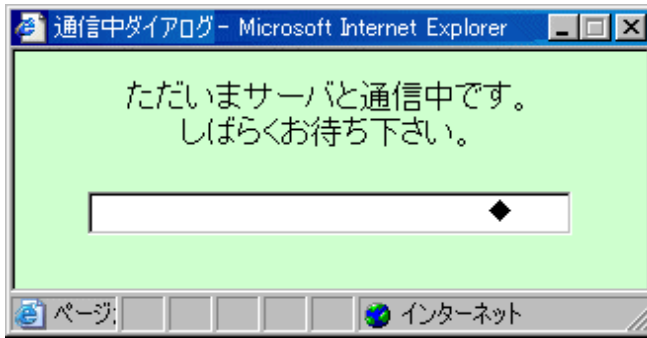 通信中ダイアログ - Microsoft Internet Explorer
ただいまサーバと通信中です。
しばらくお待ち下さい。
◆
ページ
インターネット